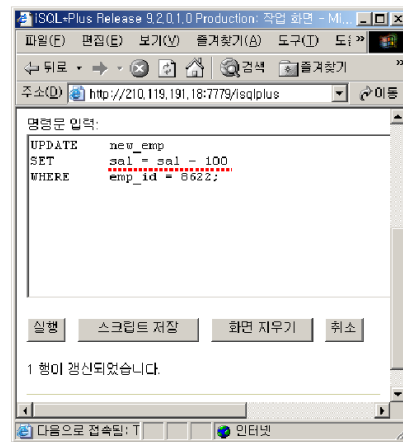 iSQL*Plus Release 9,2,0,1,0 Production: 작업 화면 - Mi...
파일(F) 편집(E) 보기(V) 즐겨찾기(A) 도구(T) 도움 »
뒤로 검색 즐겨찾기 »
주소(D) http://210,119,191,18:7779/isqlplus 이동
명령문 입력:
UPDATE new_emp
SET sal = sal - 100
WHERE emp_id = 8622;
실행 스크립트 저장 화면 지우기 취소
1 행이 갱신되었습니다.
다음으로 접속됨: T 인터넷